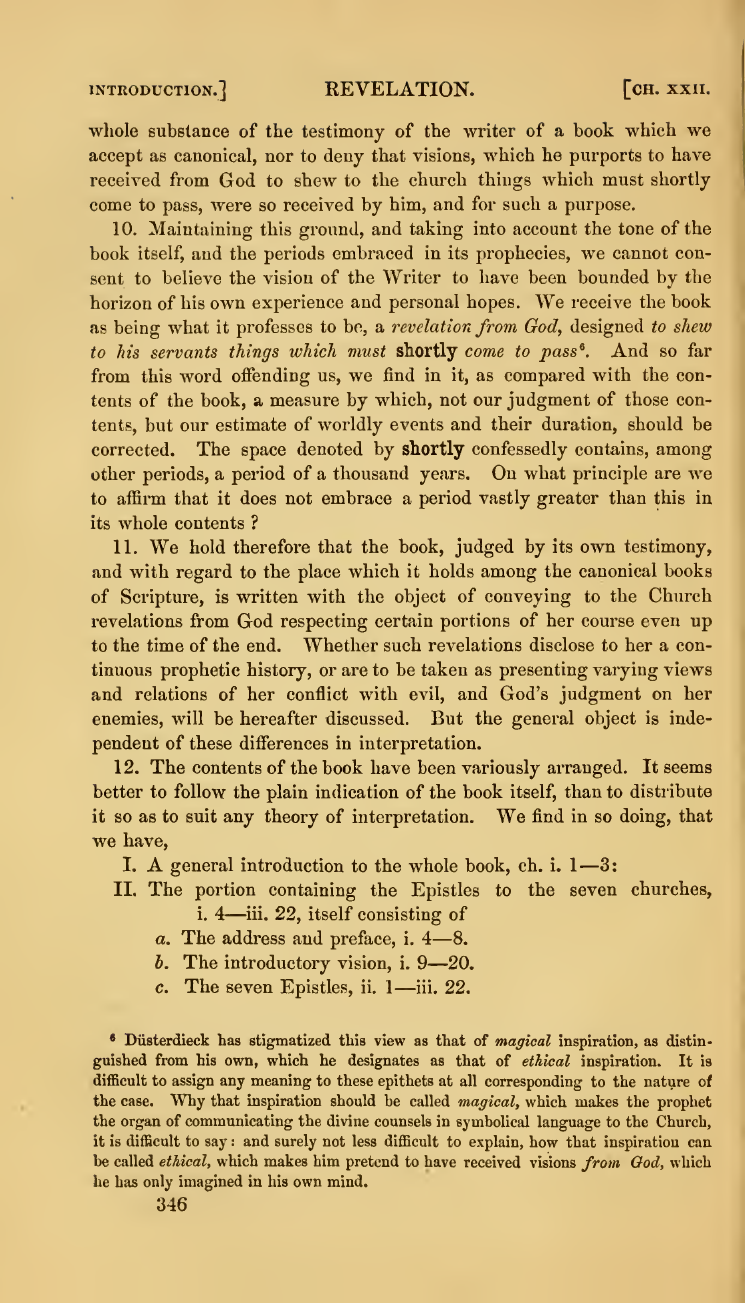 INTRODUCTION.] REVELATION. [CH. XXII.
whole substance of the testimony of the writer of a book which we
accept as canonical, nor to deny that visions, which he purports to have
received from God to shew to the church things which must shortly
come to pass, were so received by him, and for such a purpose.
10. Maintaining this ground, and taking into account the tone of the
book itself, and the periods embraced in its prophecies, we cannot con-
sent to believe the vision of the Writer to have been bounded by the
horizon of his own experience and personal hopes. We receive the book
as being what it professes to be, a revelation from God, designed to shew
to his servants things which must shortly come to pass⁶. And so far
from this word offending us, we find in it, as compared with the con-
tents of the book, a measure by which, not our judgment of those con-
tents, but our estimate of worldly events and their duration, should be
corrected. The space denoted by shortly confessedly contains, among
other periods, a period of a thousand years. On what principle are we
to affirm that it does not embrace a period vastly greater than this in
its whole contents ?
11. We hold therefore that the book, judged by its own testimony,
and with regard to the place which it holds among the canonical books
of Scripture, is written with the object of conveying to the Church
revelations from God respecting certain portions of her course even up
to the time of the end. Whether such revelations disclose to her a con-
tinuous prophetic history, or are to be taken as presenting varying views
and relations of her conflict with evil, and God's judgment on her
enemies, will be hereafter discussed. But the general object is inde-
pendent of these differences in interpretation.
12. The contents of the book have been variously arranged. It seems
better to follow the plain indication of the book itself, than to distribute
it so as to suit any theory of interpretation. We find in so doing, that
we have,
I. A general introduction to the whole book, ch. i. 1—3:
II. The portion containing the Epistles to the seven churches,
i. 4—iii. 22, itself consisting of
a. The address and preface, i. 4—8.
b. The introductory vision, i. 9—20.
c. The seven Epistles, ii. 1—iii. 22.
⁶ Düsterdieck has stigmatized this view as that of magical inspiration, as distin-
guished from his own, which he designates as that of ethical inspiration. It is
difficult to assign any meaning to these epithets at all corresponding to the nature of
the case. Why that inspiration should be called magical, which makes the prophet
the organ of communicating the divine counsels in symbolical language to the Church,
it is difficult to say : and surely not less difficult to explain, how that inspiration can
be called ethical, which makes him pretend to have received visions from God, which
he has only imagined in his own mind.
346